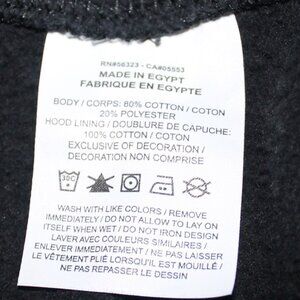 RN#56323 - CA#05553
MADE IN EGYPT
FABRIQUE EN EGYPTE
BODY / CORPS: 80% COTTON / COTON
20% POLYESTER
HOOD LINING / DOUBLURE DE CAPUCHE:
100% COTTON / COTON
EXCLUSIVE OF DECORATION /
DECORATION NON COMPRISE
30C
WASH WITH LIKE COLORS / REMOVE
IMMEDIATELY / DO NOT ALLOW TO LAY ON
ITSELF WHEN WET / DO NOT IRON DESIGN
LAVER AVEC COULEURS SIMILAIRES /
ENLEVER IMMEDIATEMENT / NE PAS LAISSER
LE VÊTEMENT PLIÉ LORSQU'IL EST MOUILLÉ /
NE PAS REPASSER LE DESSIN